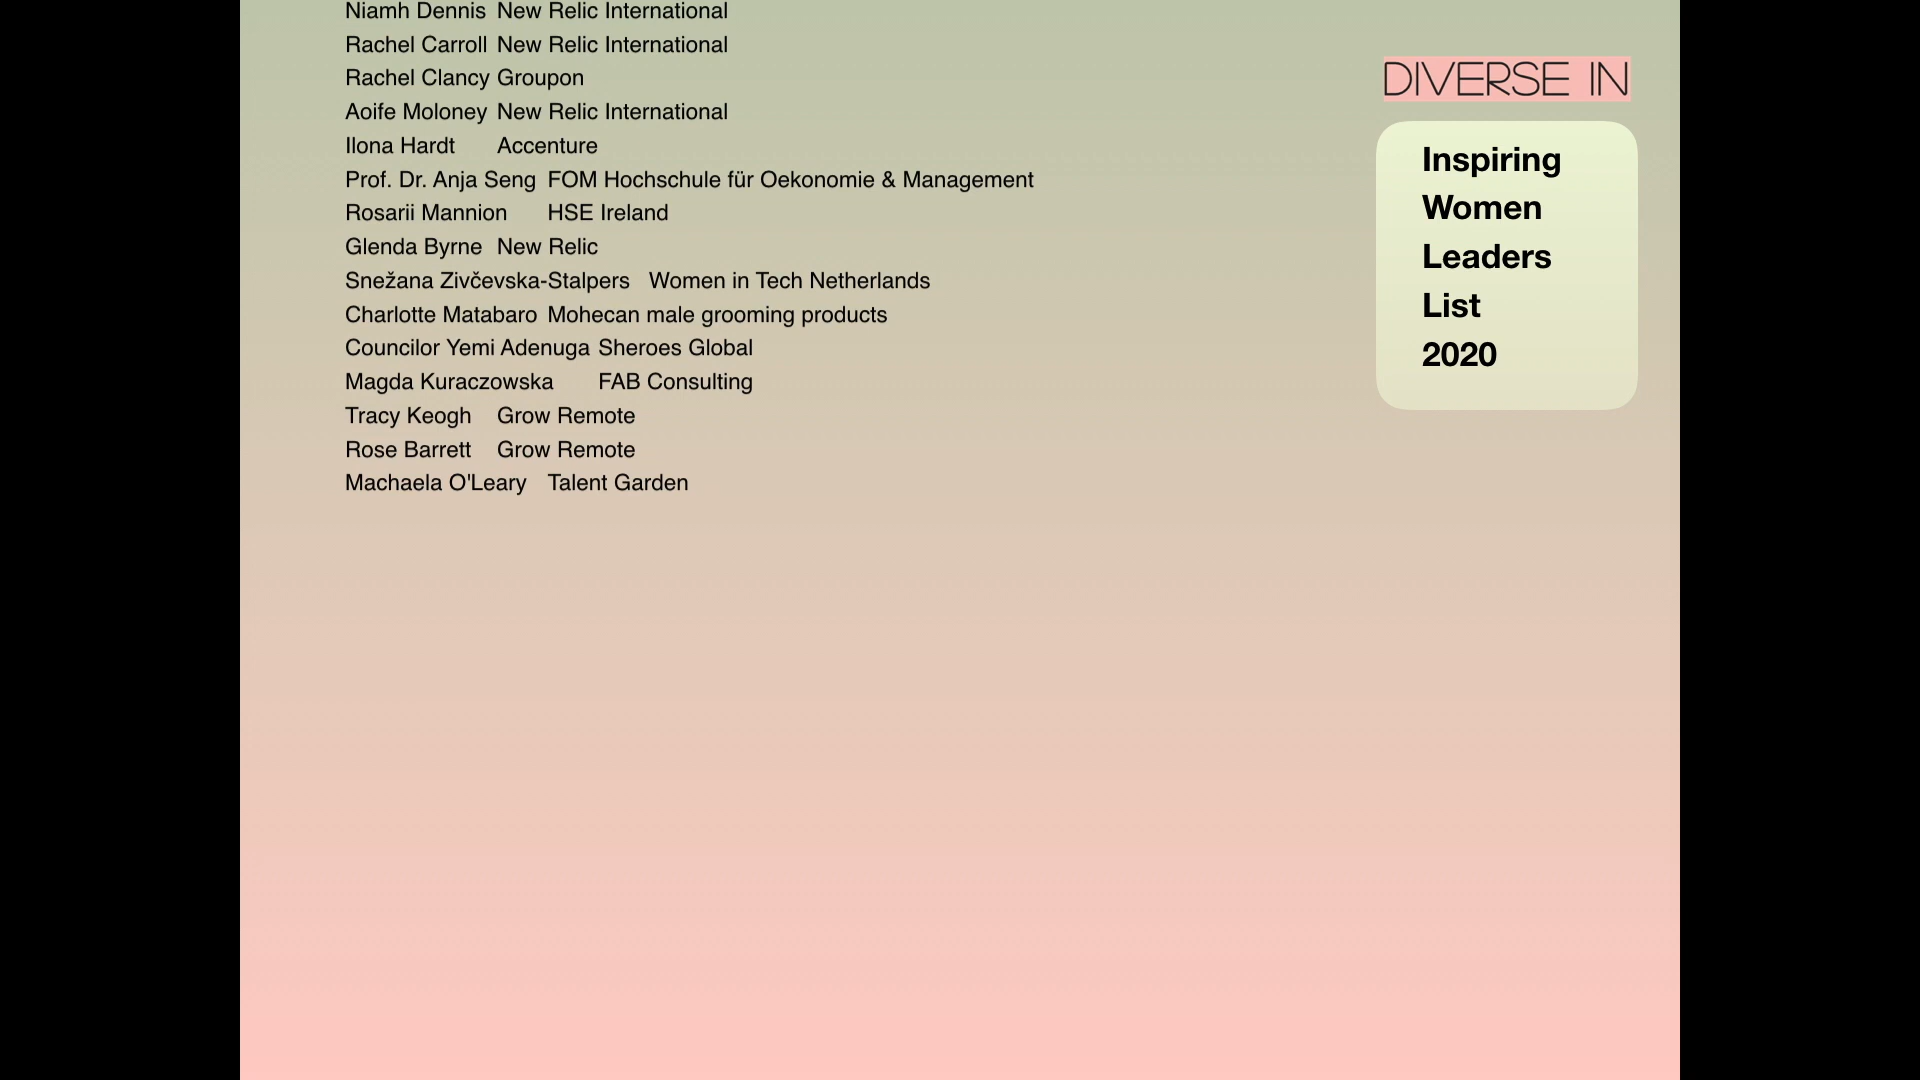 Niamh Dennis New Relic International
Rachel Carroll New Relic International
Rachel Clancy Groupon
Aoife Moloney New Relic International
Ilona Hardt Accenture
Prof. Dr. Anja Seng FOM Hochschule für Oekonomie & Management
Rosarii Mannion HSE Ireland
Glenda Byrne New Relic
Snežana Zivčevska-Stalpers Women in Tech Netherlands
Charlotte Matabaro Mohecan male grooming products
Councilor Yemi Adenuga Sheroes Global
Magda Kuraczowska FAB Consulting
Tracy Keogh Grow Remote
Rose Barrett Grow Remote
Machaela O'Leary Talent Garden
DIVERSE IN
Inspiring
Women
Leaders
List
2020